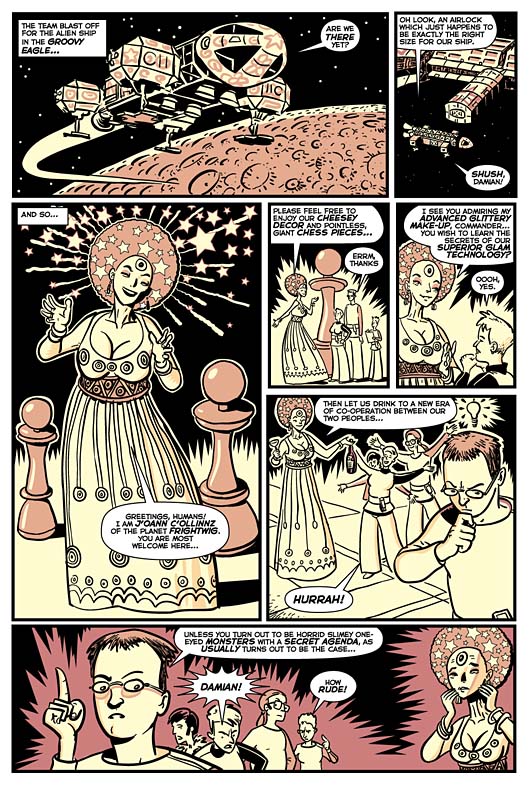 THE TEAM BLAST OFF
FOR THE ALIEN SHIP
IN THE GROOVY
EAGLE...
ARE WE
THERE
YET?
OH LOOK, AN AIRLOCK
WHICH JUST HAPPENS TO
BE EXACTLY THE RIGHT
SIZE FOR OUR SHIP.
SHUSH,
DAMIAN!
AND SO...
GREETINGS, HUMANS!
I AM J'OANN C'OLLINNZ
OF THE PLANET FRIGHTWIG.
YOU ARE MOST
WELCOME HERE...
PLEASE FEEL FREE TO
ENJOY OUR CHEESEY
DECOR AND POINTLESS,
GIANT CHESS PIECES...
ERRM,
THANKS
I SEE YOU ADMIRING MY
ADVANCED GLITTERY
MAKE-UP, COMMANDER...
YOU WISH TO LEARN THE
SECRETS OF OUR
SUPERIOR GLAM
TECHNOLOGY?
OOOH,
YES.
THEN LET US DRINK TO A NEW ERA
OF CO-OPERATION BETWEEN OUR
TWO PEOPLES...
HURRAH!
UNLESS YOU TURN OUT TO BE HORRID SLIMEY ONE-
EYED MONSTERS WITH A SECRET AGENDA, AS
USUALLY TURNS OUT TO BE THE CASE...
DAMIAN!
HOW
RUDE!